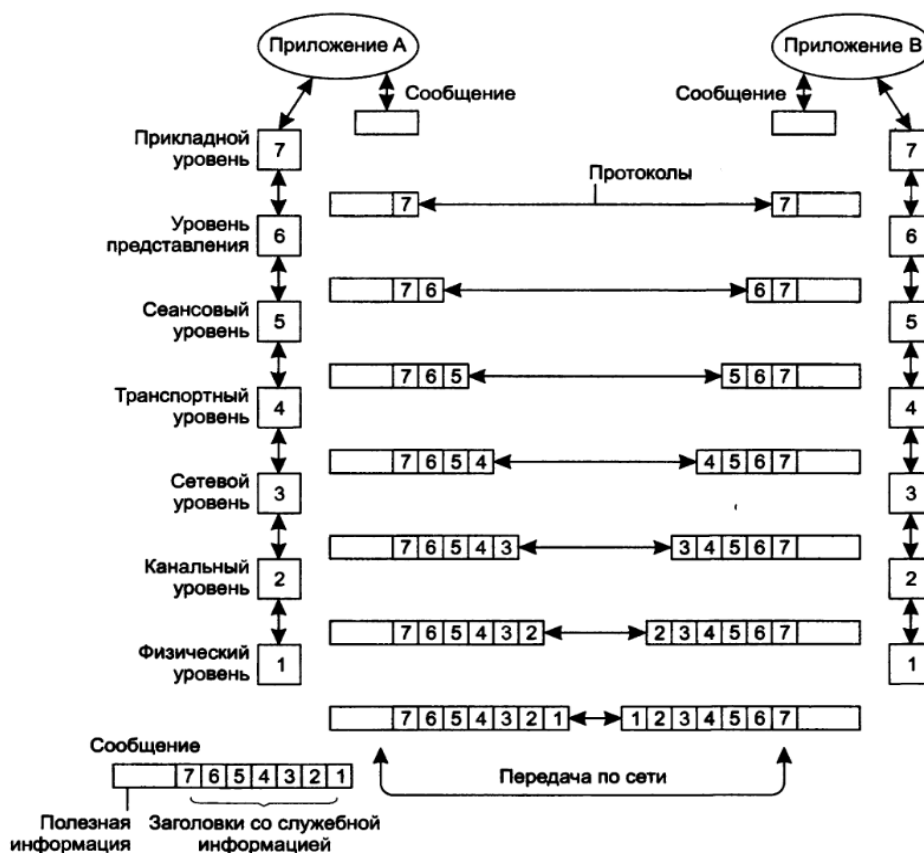 Приложение А
Приложение В
Сообщение
Сообщение
Прикладной
уровень
7
7
Протоколы
7
7
Уровень
представления
6
6
7 6
6 7
Сеансовый
уровень
5
5
7 6 5
5 6 7
Транспортный
уровень
4
4
7 6 5 4
4 5 6 7
Сетевой
уровень
3
3
7 6 5 4 3
3 4 5 6 7
Канальный
уровень
2
2
7 6 5 4 3 2
2 3 4 5 6 7
Физический
уровень
1
1
7 6 5 4 3 2 1
1 2 3 4 5 6 7
Сообщение
7 6 5 4 3 2 1
Передача по сети
Полезная
информация
Заголовки со служебной
информацией